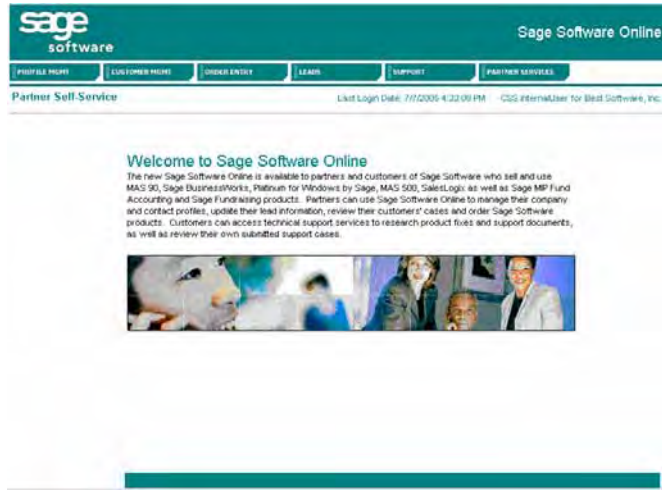 sage
software
Sage Software Online
PROFILE MGMT
CUSTOMER MGMT
ORDER ENTRY
LEADS
SUPPORT
PARTNER SERVICES
Partner Self-Service
Last Login Date: 7/7/2005 4:33:09 PM
CSS InternalUser for Best Software, Inc.
Welcome to Sage Software Online
The new Sage Software Online is available to partners and customers of Sage Software who sell and use
MAS 90, Sage BusinessWorks, Platinum for Windows by Sage, MAS 500, SalesLogix as well as Sage MIP Fund
Accounting and Sage Fundraising products. Partners can use Sage Software Online to manage their company
and contact profiles, update their lead information, review their customers' cases and order Sage Software
products. Customers can access technical support services to research product fixes and support documents,
as well as review their own submitted support cases.